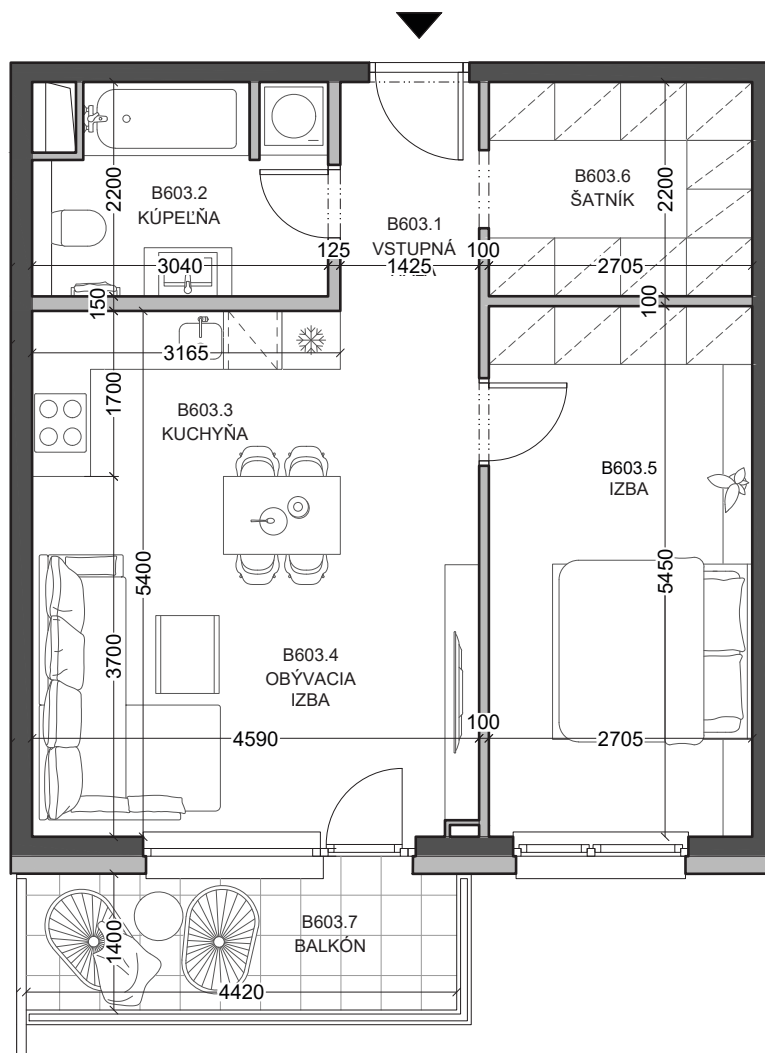 B603.2
KÚPEĽŇA
B603.1
VSTUPNÁ
B603.6
ŠATNÍK
2200
2200
3040
125
1425
100
2705
150
100
3165
1700
B603.3
KUCHYŇA
B603.5
IZBA
5400
5450
3700
B603.4
OBÝVACIA
IZBA
4590
100
2705
B603.7
BALKÓN
1400
4420